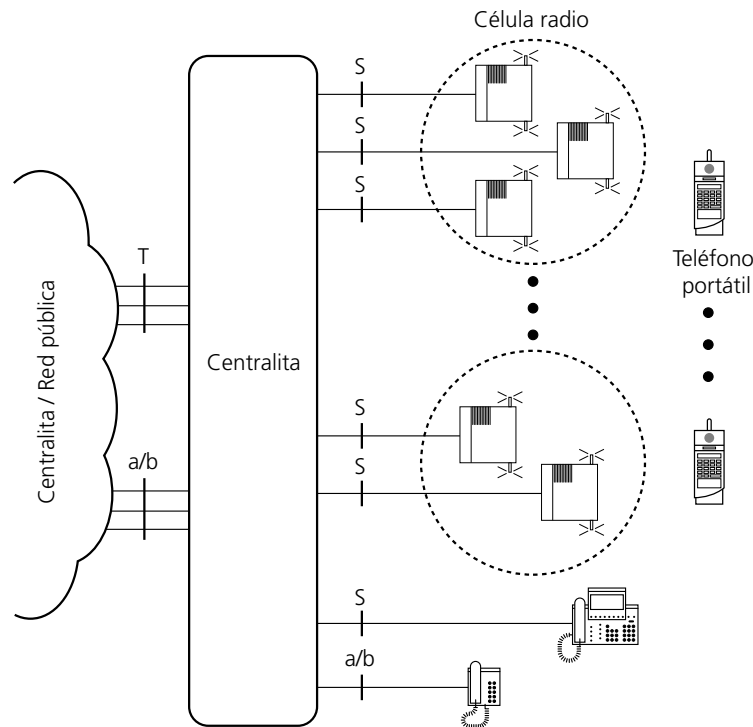 Célula radio
S
S
S
T
Teléfono
portátil
Centralita / Red pública
Centralita
S
a/b
S
S
a/b